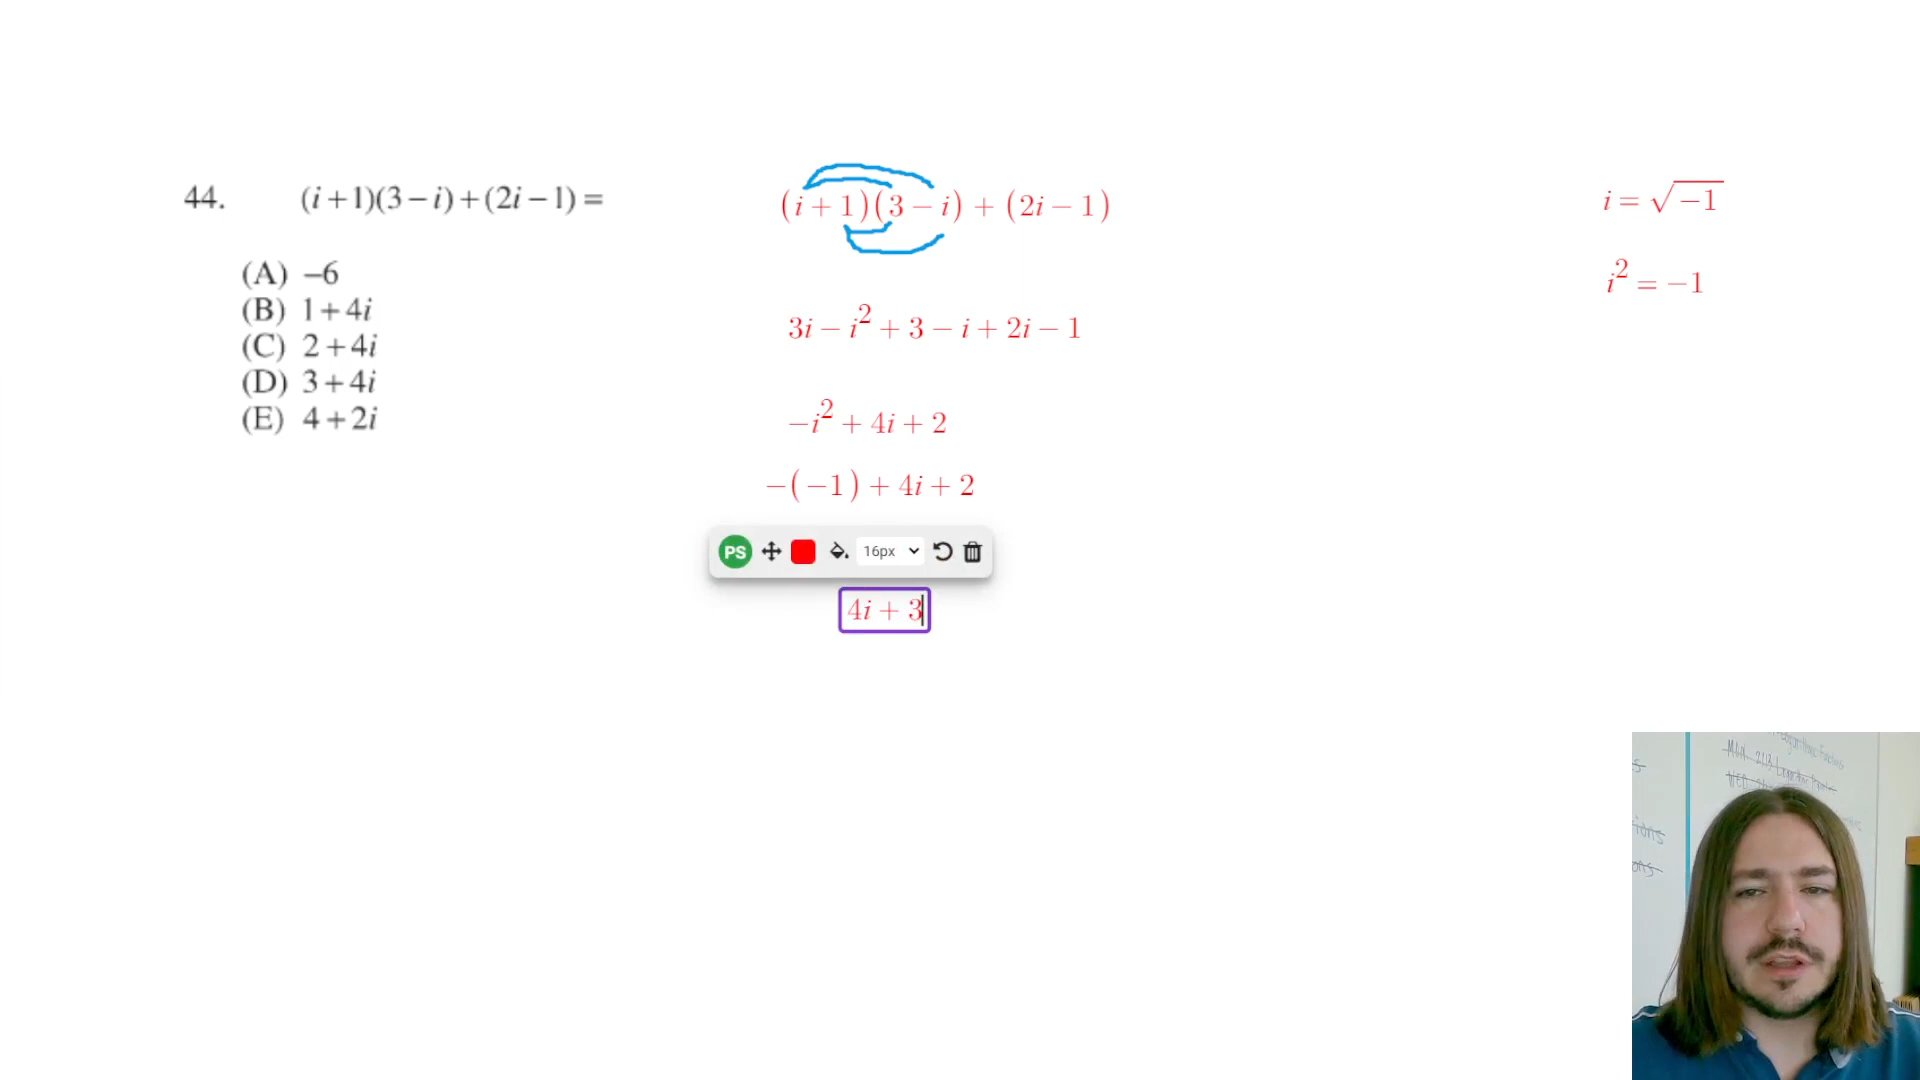 44. (i+1)(3−i)+(2i−1)=
(A) −6
(B) 1+4i
(C) 2+4i
(D) 3+4i
(E) 4+2i
(i+1)(3−i)+(2i−1)
3i−i²+3−i+2i−1
−i²+4i+2
−(−1)+4i+2
PS 16px
4i+3
i=√−1
i²=−1